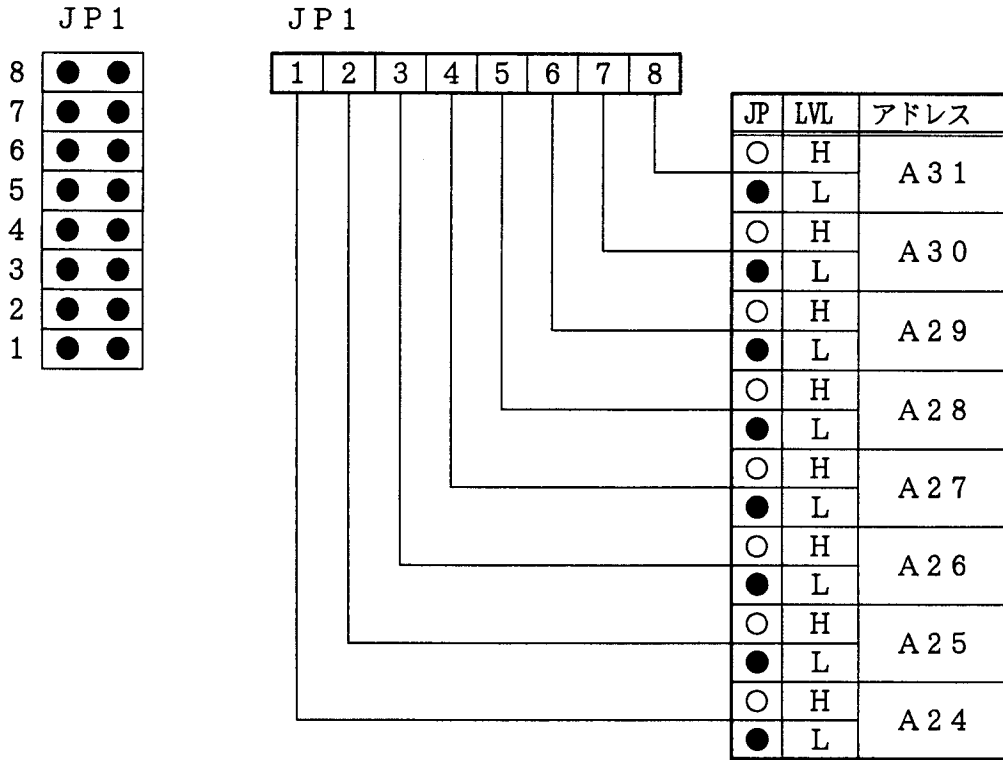 JP1
8
7
6
5
4
3
2
1
JP1
1 2 3 4 5 6 7 8
JP LVL アドレス
○ H
● L
A31
○ H
● L
A30
○ H
● L
A29
○ H
● L
A28
○ H
● L
A27
○ H
● L
A26
○ H
● L
A25
○ H
● L
A24